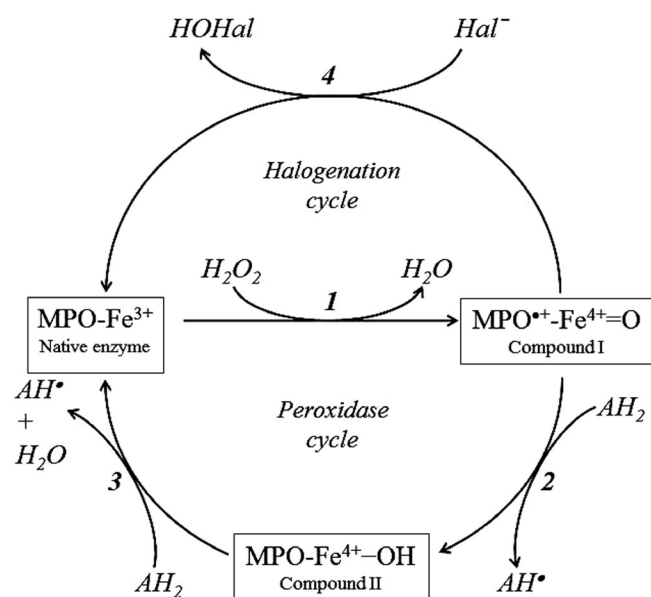 HOHal
Hal⁻
4
Halogenation
cycle
H₂O₂
H₂O
1
MPO-Fe³⁺
Native enzyme
MPO•⁺-Fe⁴⁺=O
Compound I
AH•
+
H₂O
Peroxidase
cycle
AH₂
3
2
MPO-Fe⁴⁺–OH
Compound II
AH₂
AH•